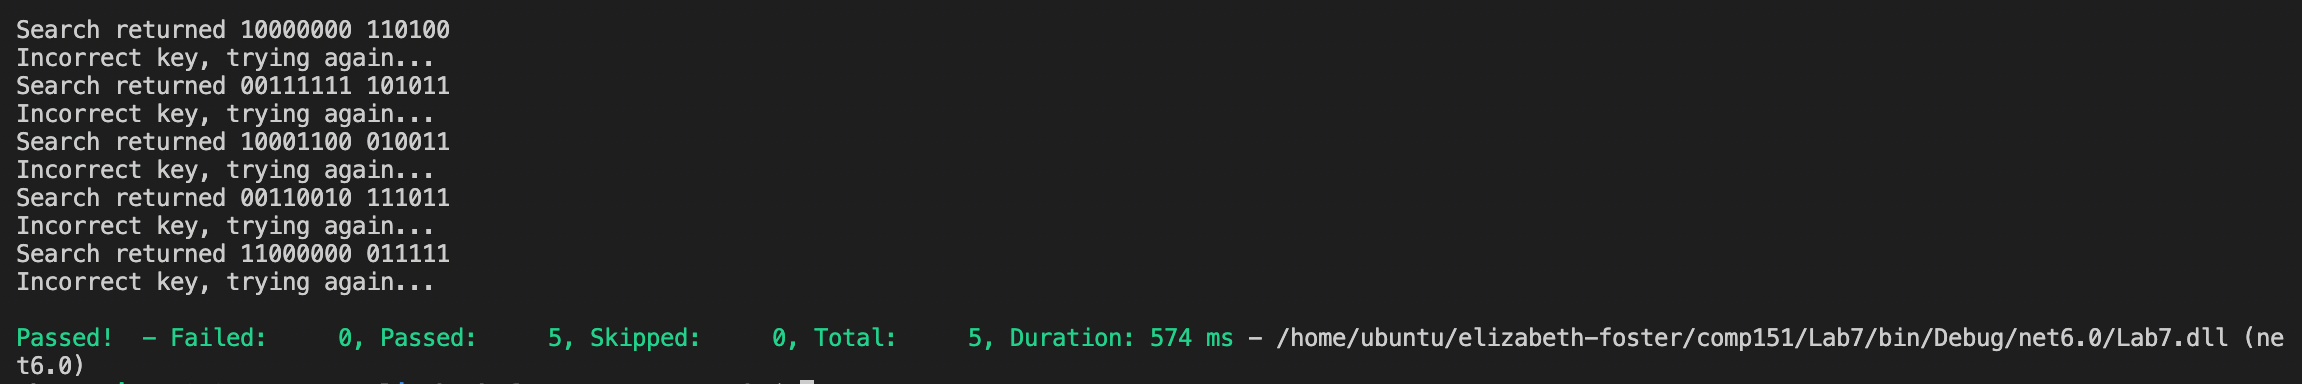 Search returned 10000000 110100
Incorrect key, trying again...
Search returned 00111111 101011
Incorrect key, trying again...
Search returned 10001100 010011
Incorrect key, trying again...
Search returned 00110010 111011
Incorrect key, trying again...
Search returned 11000000 011111
Incorrect key, trying again...
Passed!  - Failed:     0, Passed:     5, Skipped:     0, Total:     5, Duration: 574 ms - /home/ubuntu/elizabeth-foster/comp151/Lab7/bin/Debug/net6.0/Lab7.dll (ne
t6.0)